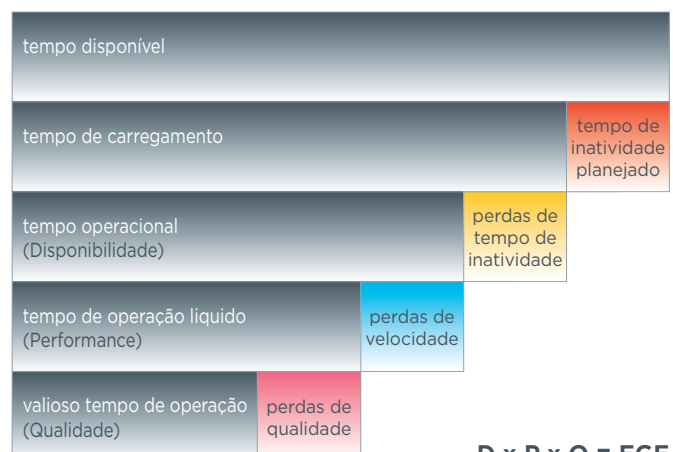 tempo disponível
tempo de carregamento
tempo de
inatividade
planejado
tempo operacional
(Disponibilidade)
perdas de
tempo de
inatividade
tempo de operação liquido
(Performance)
perdas de
velocidade
valioso tempo de operação
(Qualidade)
perdas de
qualidade
D x P x Q = EGE